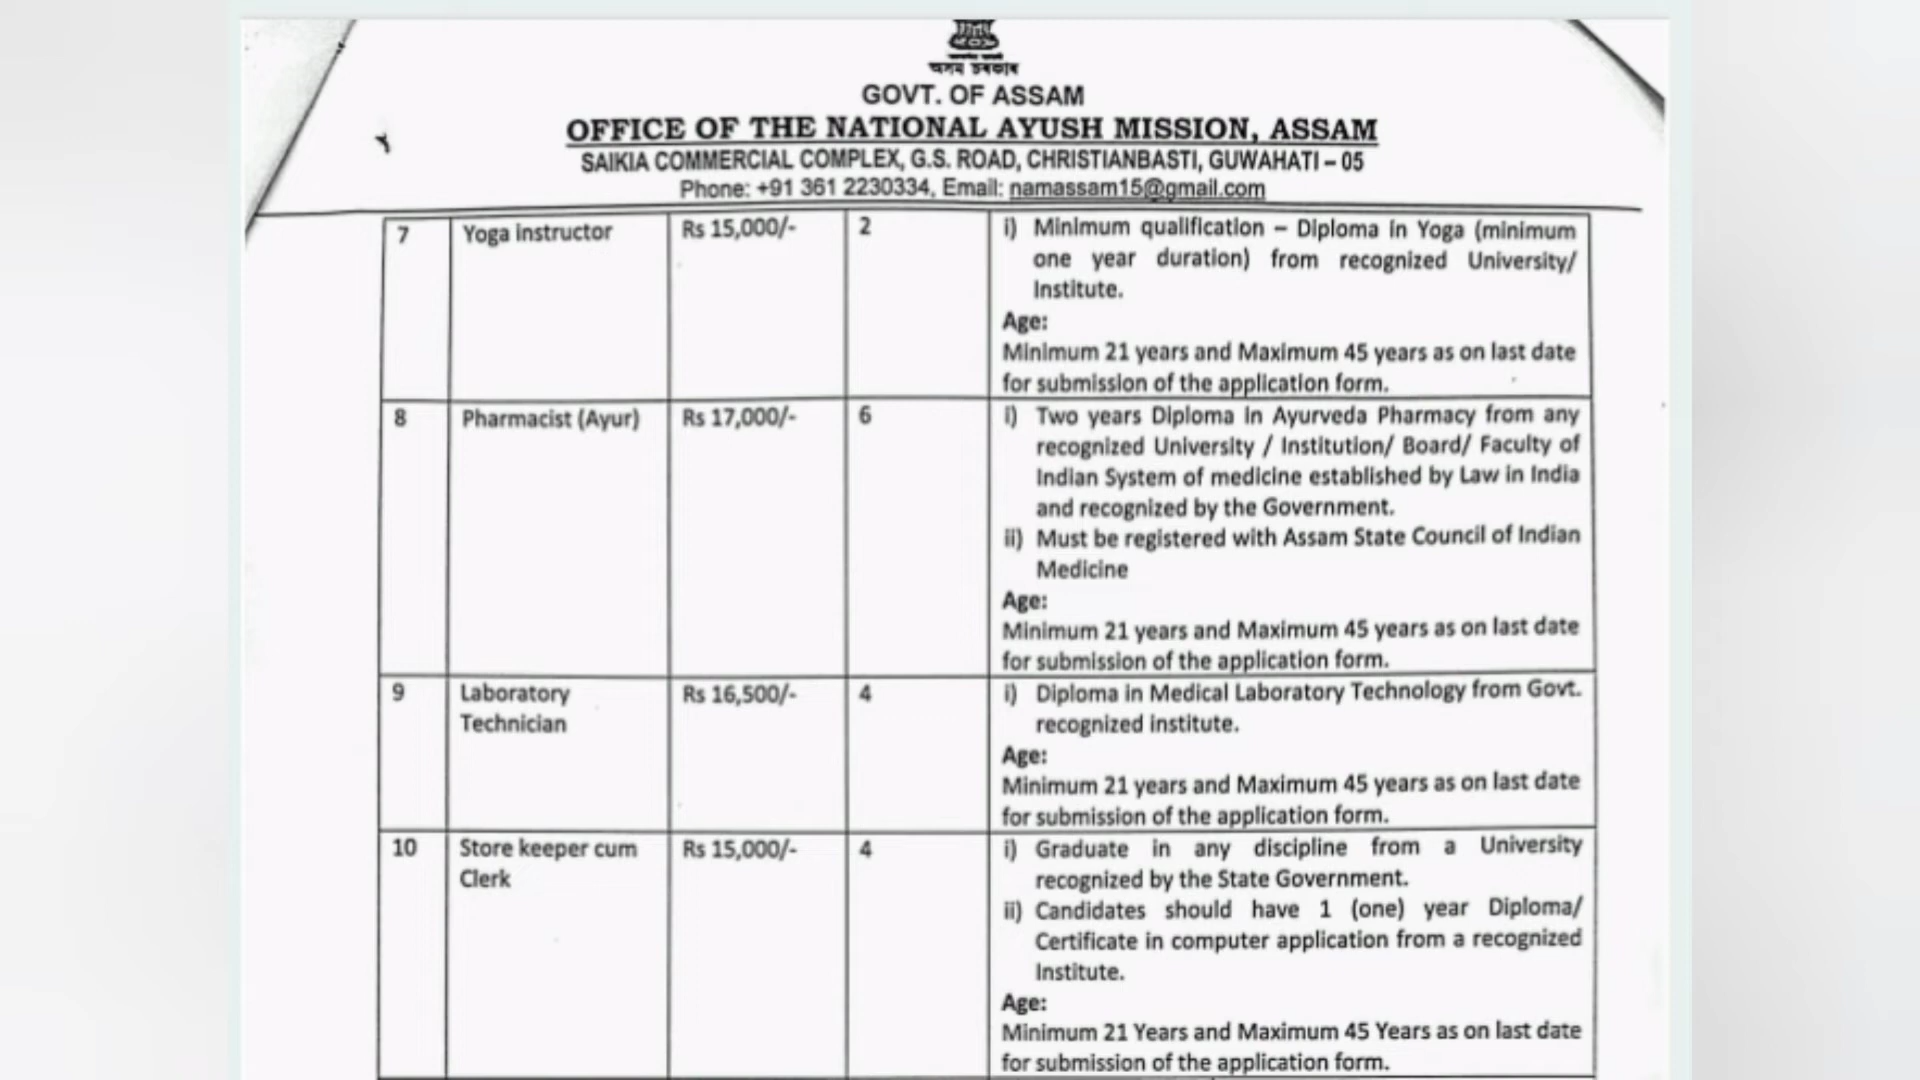 অসম চৰকাৰ
GOVT. OF ASSAM
OFFICE OF THE NATIONAL AYUSH MISSION, ASSAM
SAIKIA COMMERCIAL COMPLEX, G.S. ROAD, CHRISTIANBASTI, GUWAHATI – 05
Phone: +91 361 2230334, Email: namassam15@gmail.com
7 Yoga instructor Rs 15,000/- 2 i) Minimum qualification – Diploma in Yoga (minimum
one year duration) from recognized University/
Institute.
Age:
Minimum 21 years and Maximum 45 years as on last date
for submission of the application form.
8 Pharmacist (Ayur) Rs 17,000/- 6 i) Two years Diploma in Ayurveda Pharmacy from any
recognized University / Institution/ Board/ Faculty of
Indian System of medicine established by Law in India
and recognized by the Government.
ii) Must be registered with Assam State Council of Indian
Medicine
Age:
Minimum 21 years and Maximum 45 years as on last date
for submission of the application form.
9 Laboratory Rs 16,500/- 4 i) Diploma in Medical Laboratory Technology from Govt.
Technician recognized institute.
Age:
Minimum 21 years and Maximum 45 years as on last date
for submission of the application form.
10 Store keeper cum Rs 15,000/- 4 i) Graduate in any discipline from a University
Clerk recognized by the State Government.
ii) Candidates should have 1 (one) year Diploma/
Certificate in computer application from a recognized
Institute.
Age:
Minimum 21 Years and Maximum 45 Years as on last date
for submission of the application form.